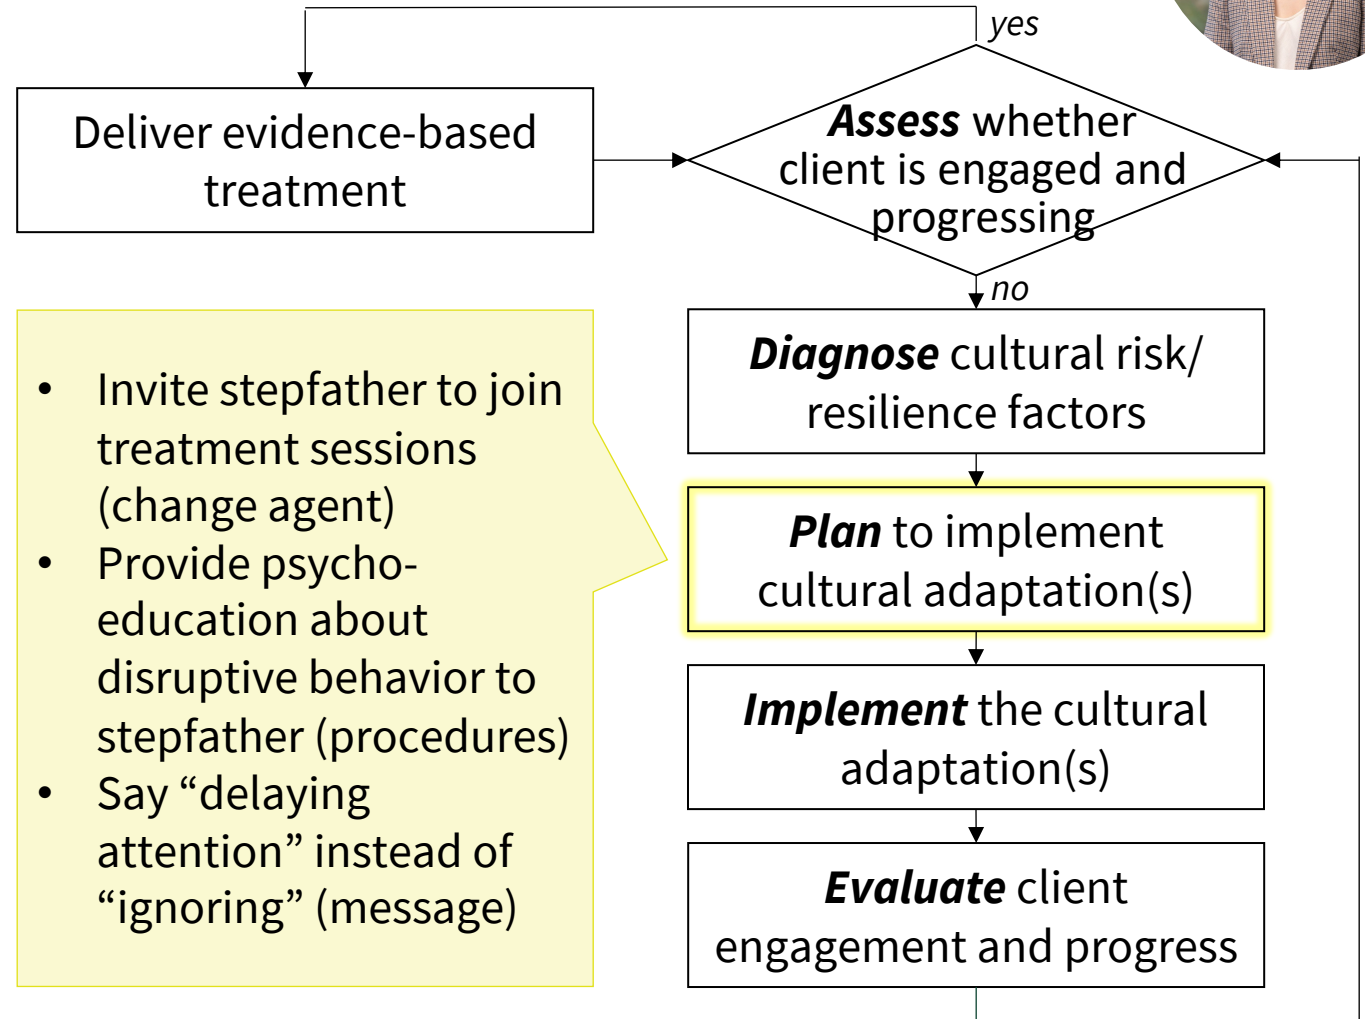 yes
Deliver evidence-based
treatment
Assess whether
client is engaged and
progressing
no
Diagnose cultural risk/
resilience factors
• Invite stepfather to join
treatment sessions
(change agent)
• Provide psycho-
education about
disruptive behavior to
stepfather (procedures)
• Say “delaying
attention” instead of
“ignoring” (message)
Plan to implement
cultural adaptation(s)
Implement the cultural
adaptation(s)
Evaluate client
engagement and progress